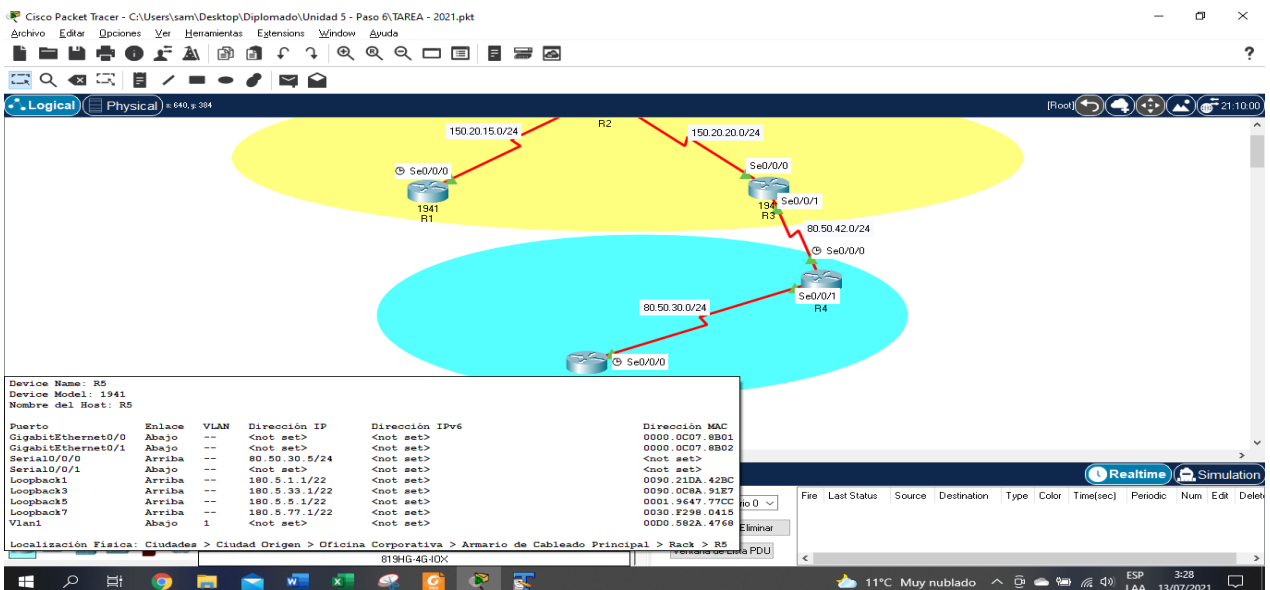 Cisco Packet Tracer - C:\Users\sam\Desktop\Diplomado\Unidad 5 - Paso 6\TAREA - 2021.pkt
Archivo Editar Opciones Ver Herramientas Extensions Window Ayuda
?
Logical Physical x: 640, y: 384 [Root] 21:10:00
R2
150.20.15.0/24 150.20.20.0/24
Se0/0/0 Se0/0/0
1941
R1
194 Se0/0/1
R3
80.50.42.0/24
Se0/0/0
Se0/0/1
R4
80.50.30.0/24
Se0/0/0
Device Name: R5
Device Model: 1941
Nombre del Host: R5
Puerto Enlace VLAN Dirección IP Dirección IPv6 Dirección MAC
GigabitEthernet0/0 Abajo -- <not set> <not set> 0000.0C07.8B01
GigabitEthernet0/1 Abajo -- <not set> <not set> 0000.0C07.8B02
Serial0/0/0 Arriba -- 80.50.30.5/24 <not set> <not set>
Serial0/0/1 Abajo -- <not set> <not set> <not set>
Loopback1 Arriba -- 180.5.1.1/22 <not set> 0090.21DA.42BC
Loopback3 Arriba -- 180.5.33.1/22 <not set> 0090.0C8A.91E7
Loopback5 Arriba -- 180.5.5.1/22 <not set> 0001.9647.77CC
Loopback7 Arriba -- 180.5.77.1/22 <not set> 0030.F298.0415
Vlan1 Abajo 1 <not set> <not set> 00D0.582A.4768
Localización Física: Ciudades > Ciudad Origen > Oficina Corporativa > Armario de Cableado Principal > Rack > R5
Realtime Simulation
Fire Last Status Source Destination Type Color Time(sec) Periodic Num Edit Delet
io 0
Eliminar
PDU
819HG-4G-IOX
11°C Muy nublado ESP LAA 3:28 13/07/2021